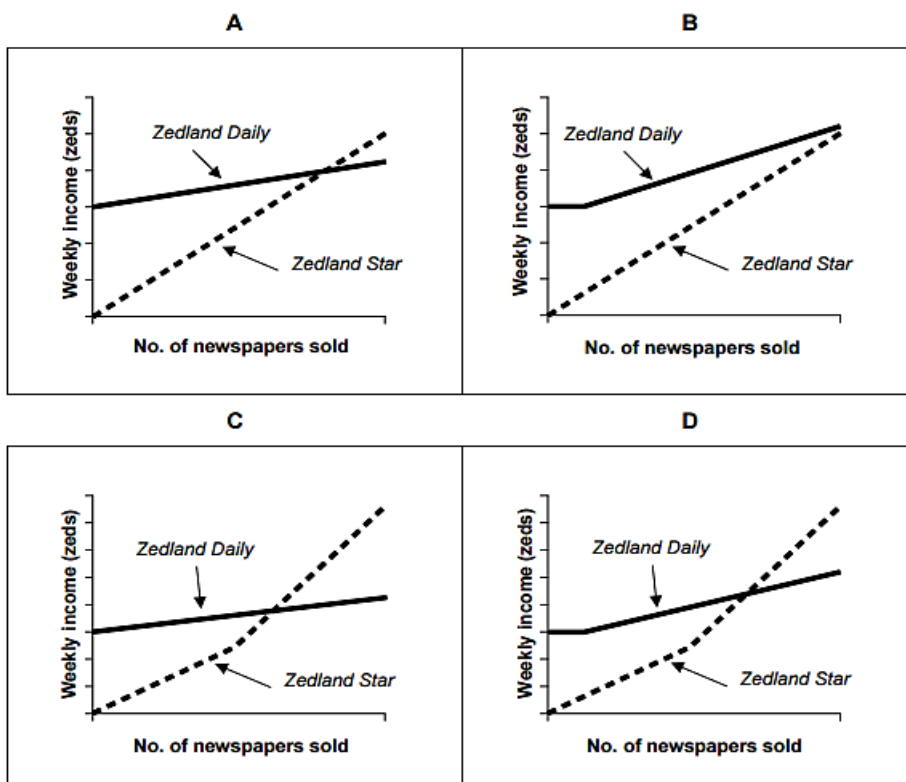 A
B
Weekly income (zeds)
Zedland Daily
Zedland Star
No. of newspapers sold
Weekly income (zeds)
Zedland Daily
Zedland Star
No. of newspapers sold
C
D
Weekly income (zeds)
Zedland Daily
Zedland Star
No. of newspapers sold
Weekly income (zeds)
Zedland Daily
Zedland Star
No. of newspapers sold